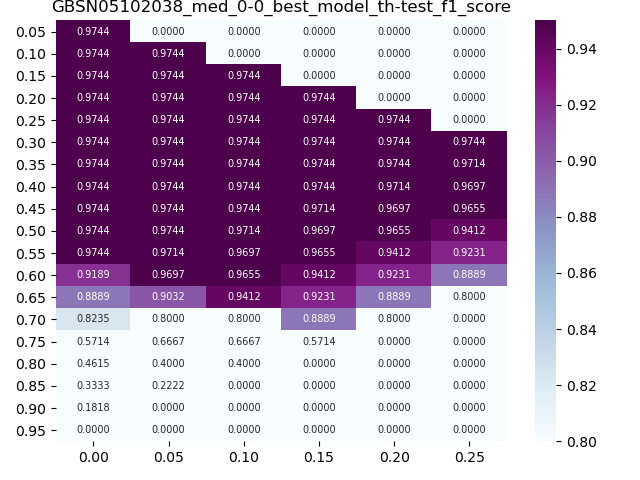 GBSN05102038_med_0-0_best_model_th-test_f1_score
0.05 0.9744 0.0000 0.0000 0.0000 0.0000 0.0000
0.10 0.9744 0.9744 0.0000 0.0000 0.0000 0.0000
0.15 0.9744 0.9744 0.9744 0.0000 0.0000 0.0000
0.20 0.9744 0.9744 0.9744 0.9744 0.0000 0.0000
0.25 0.9744 0.9744 0.9744 0.9744 0.9744 0.0000
0.30 0.9744 0.9744 0.9744 0.9744 0.9744 0.9744
0.35 0.9744 0.9744 0.9744 0.9744 0.9744 0.9714
0.40 0.9744 0.9744 0.9744 0.9744 0.9714 0.9697
0.45 0.9744 0.9744 0.9744 0.9714 0.9697 0.9655
0.50 0.9744 0.9744 0.9714 0.9697 0.9655 0.9412
0.55 0.9744 0.9714 0.9697 0.9655 0.9412 0.9231
0.60 0.9189 0.9697 0.9655 0.9412 0.9231 0.8889
0.65 0.8889 0.9032 0.9412 0.9231 0.8889 0.8000
0.70 0.8235 0.8000 0.8000 0.8889 0.8000 0.0000
0.75 0.5714 0.6667 0.6667 0.5714 0.0000 0.0000
0.80 0.4615 0.4000 0.4000 0.0000 0.0000 0.0000
0.85 0.3333 0.2222 0.0000 0.0000 0.0000 0.0000
0.90 0.1818 0.0000 0.0000 0.0000 0.0000 0.0000
0.95 0.0000 0.0000 0.0000 0.0000 0.0000 0.0000
0.00 0.05 0.10 0.15 0.20 0.25
0.94
0.92
0.90
0.88
0.86
0.84
0.82
0.80